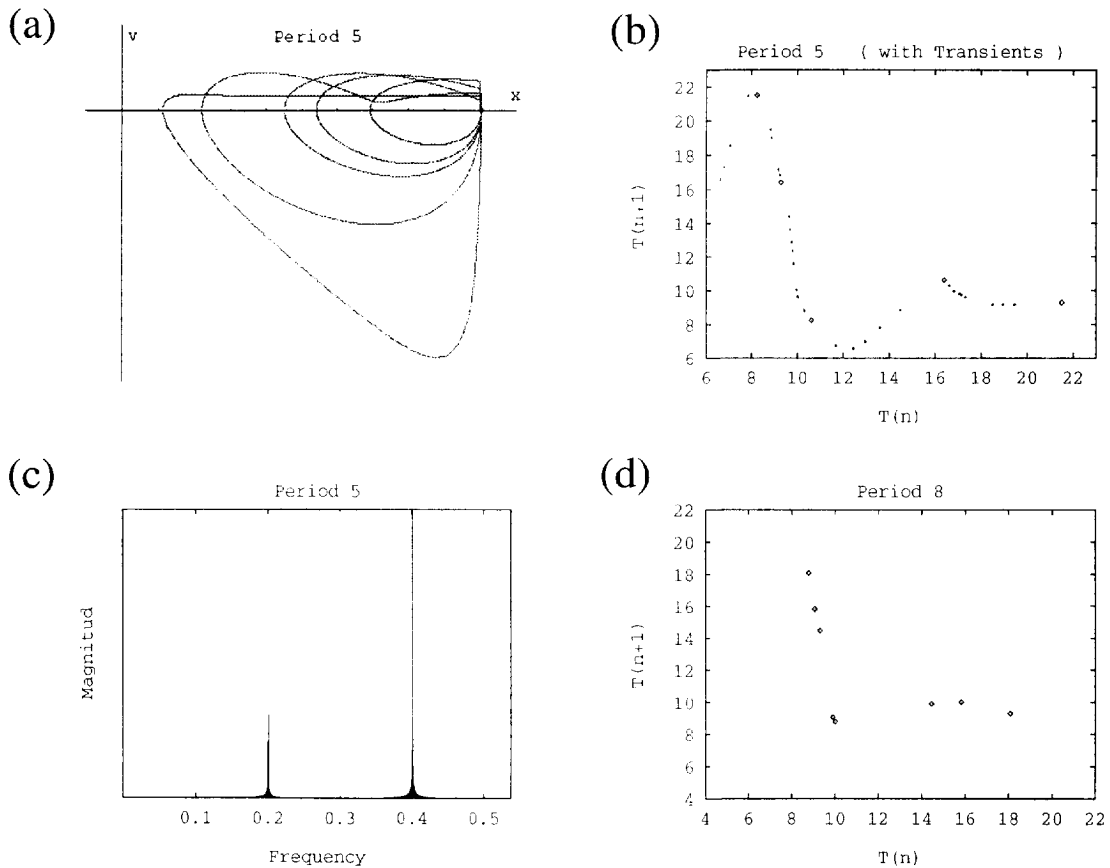 (a)
v
Period 5
x
(b)
Period 5 ( with Transients )
T(n,1)
22
20
18
16
14
12
10
8
6
6 8 10 12 14 16 18 20 22
T(n)
(c)
Period 5
Magnitud
0.1 0.2 0.3 0.4 0.5
Frequency
(d)
Period 8
T(n+1)
22
20
18
16
14
12
10
8
6
4
4 6 8 10 12 14 16 18 20 22
T(n)